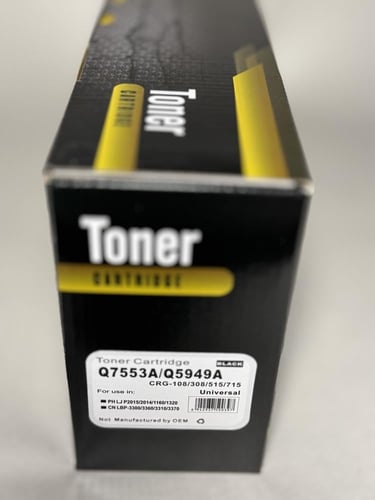 Toner
CARTRIDGE
Toner
CARTRIDGE
Toner Cartridge BLACK
Q7553A/Q5949A
CRG-108/308/515/715
For use in: Universal
PH LJ P2015/2014/1160/1320
CN LBP-3300/3360/3310/3370
Not Manufactured by OEM